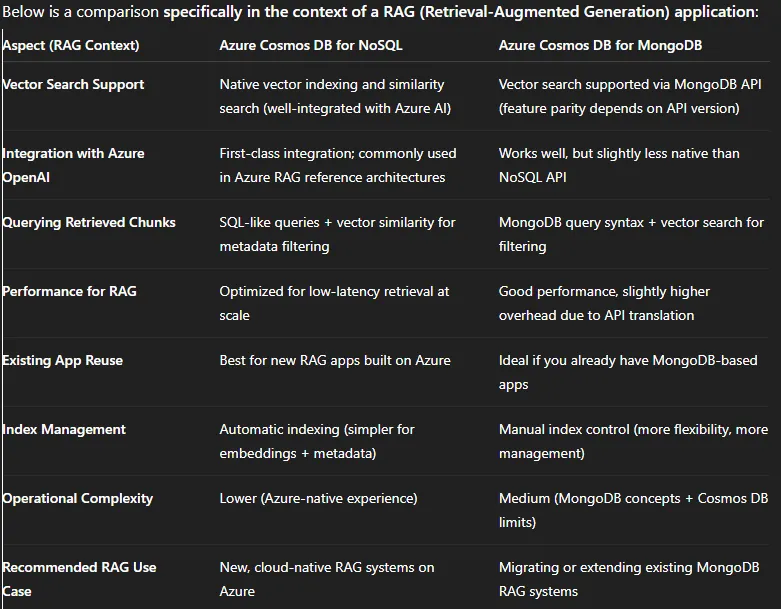 Below is a comparison specifically in the context of a RAG (Retrieval-Augmented Generation) application:
Aspect (RAG Context) Azure Cosmos DB for NoSQL Azure Cosmos DB for MongoDB
Vector Search Support Native vector indexing and similarity Vector search supported via MongoDB API
search (well-integrated with Azure AI) (feature parity depends on API version)
Integration with Azure First-class integration; commonly used Works well, but slightly less native than
OpenAI in Azure RAG reference architectures NoSQL API
Querying Retrieved Chunks SQL-like queries + vector similarity for MongoDB query syntax + vector search for
metadata filtering filtering
Performance for RAG Optimized for low-latency retrieval at Good performance, slightly higher
scale overhead due to API translation
Existing App Reuse Best for new RAG apps built on Azure Ideal if you already have MongoDB-based
apps
Index Management Automatic indexing (simpler for Manual index control (more flexibility, more
embeddings + metadata) management)
Operational Complexity Lower (Azure-native experience) Medium (MongoDB concepts + Cosmos DB
limits)
Recommended RAG Use New, cloud-native RAG systems on Migrating or extending existing MongoDB
Case Azure RAG systems